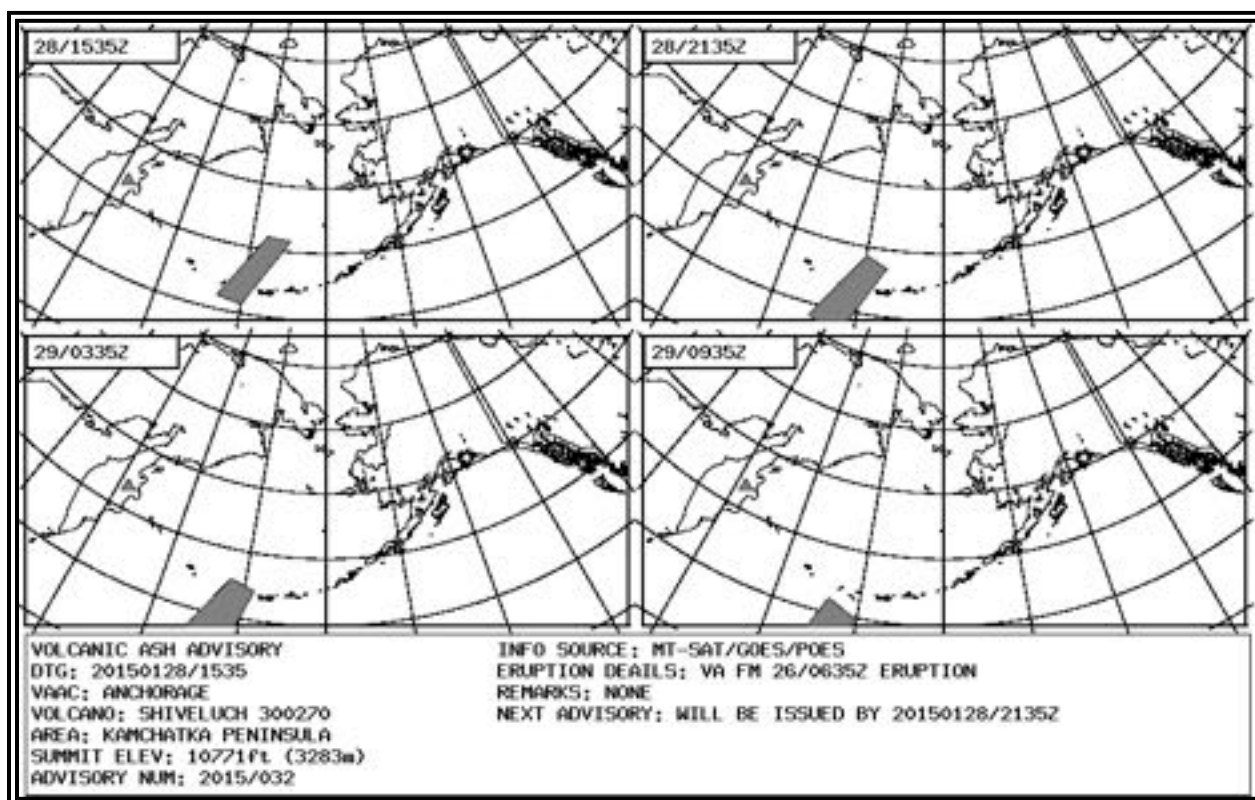 28/1535Z
28/2135Z
29/0335Z
29/0935Z
VOLCANIC ASH ADVISORY
DTG: 20150128/1535
VAAC: ANCHORAGE
VOLCANO: SHIVELUCH 300270
AREA: KAMCHATKA PENINSULA
SUMMIT ELEV: 10771ft (3283m)
ADVISORY NUM: 2015/032
INFO SOURCE: MT-SAT/GOES/POES
ERUPTION DEAILS: VA FM 26/0635Z ERUPTION
REMARKS: NONE
NEXT ADVISORY: WILL BE ISSUED BY 20150128/2135Z